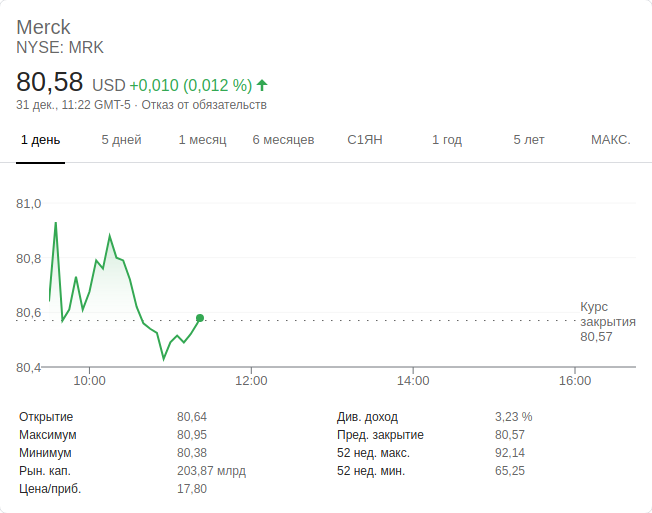 Merck
NYSE: MRK
80,58 USD +0,010 (0,012 %)
31 дек., 11:22 GMT-5 · Отказ от обязательств
1 день 5 дней 1 месяц 6 месяцев С1ЯН 1 год 5 лет МАКС.
81,0
80,8
80,6
80,4
Курс
закрытия
80,57
10:00 12:00 14:00 16:00
Открытие 80,64 Див. доход 3,23 %
Максимум 80,95 Пред. закрытие 80,57
Минимум 80,38 52 нед. макс. 92,14
Рын. кап. 203,87 млрд 52 нед. мин. 65,25
Цена/приб. 17,80